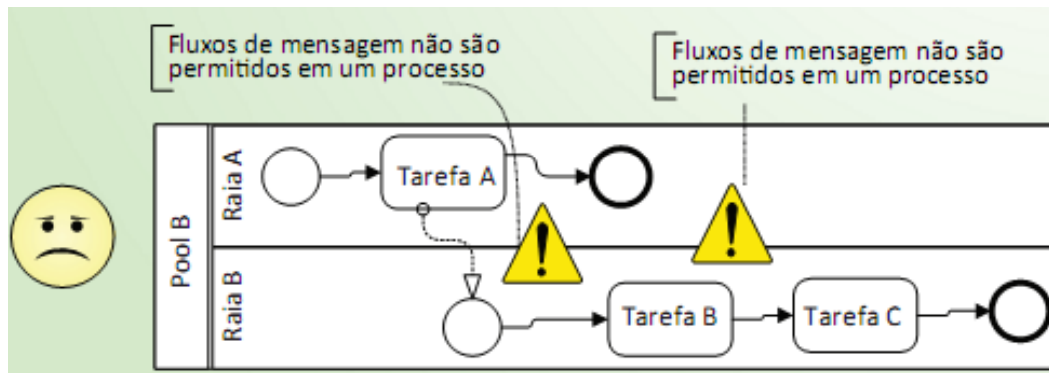 Fluxos de mensagem não são
permitidos em um processo
Fluxos de mensagem não são
permitidos em um processo
Pool B
Raia A
Tarefa A
Raia B
Tarefa B
Tarefa C